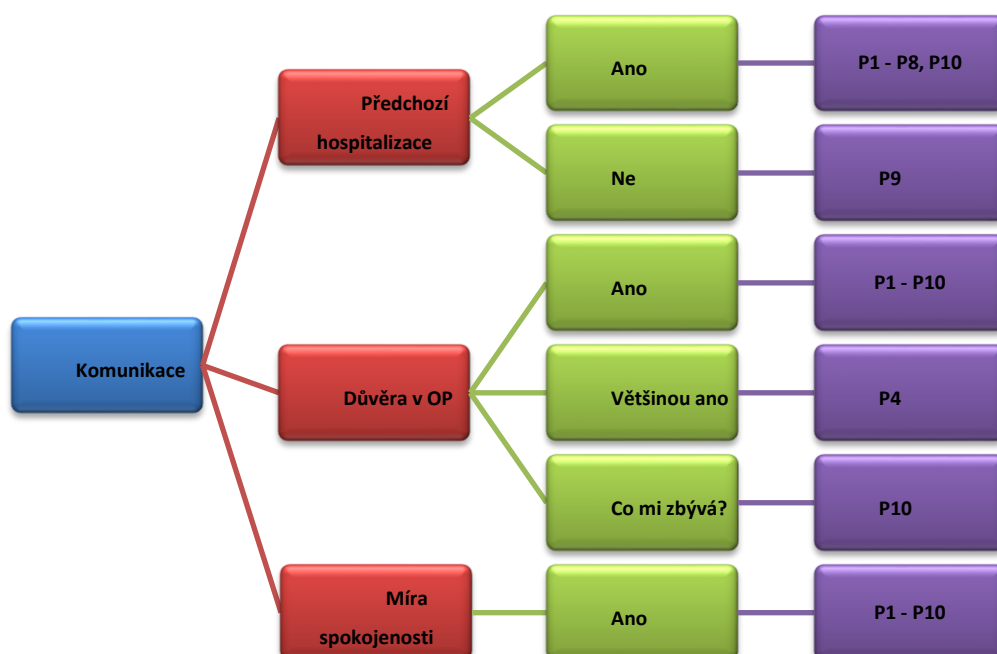 Komunikace
Předchozí
hospitalizace
Ano
P1 - P8, P10
Ne
P9
Důvěra v OP
Ano
P1 - P10
Většinou ano
P4
Co mi zbývá?
P10
Míra
spokojenosti
Ano
P1 - P10